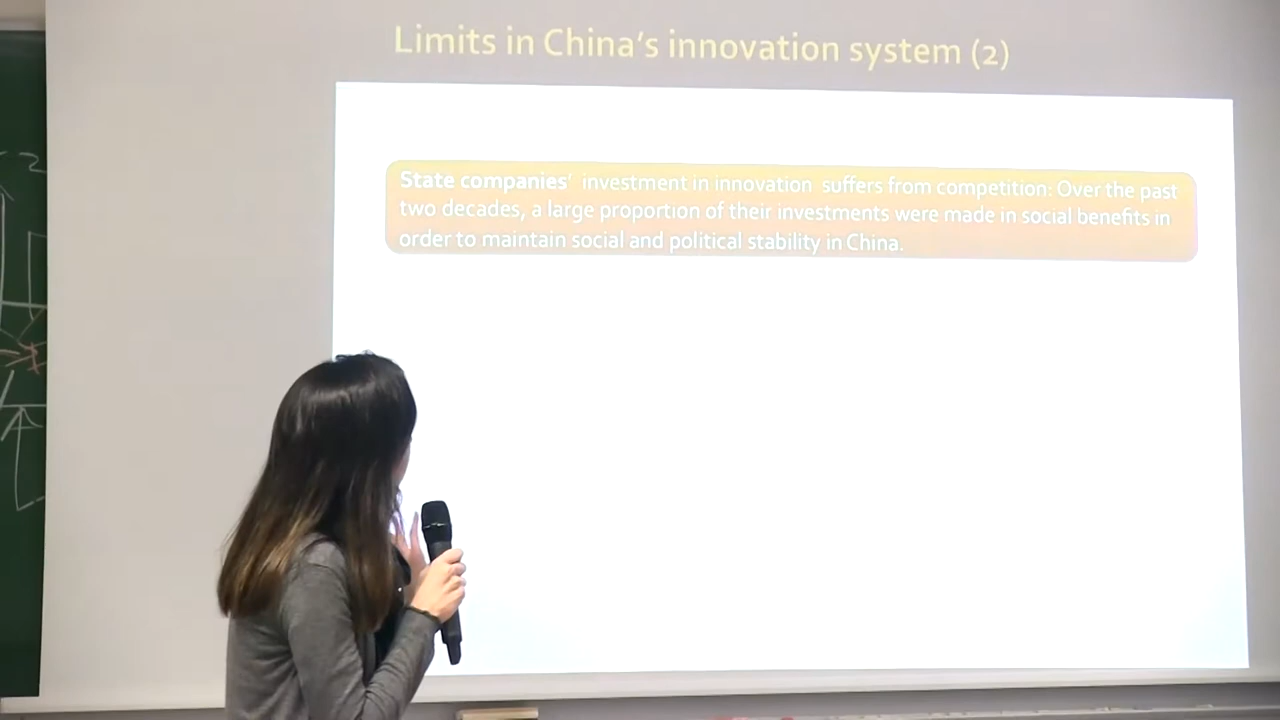 Limits in China's innovation system (2)
State companies' investment in innovation suffers from competition: Over the past
two decades, a large proportion of their investments were made in social benefits in
order to maintain social and political stability in China.